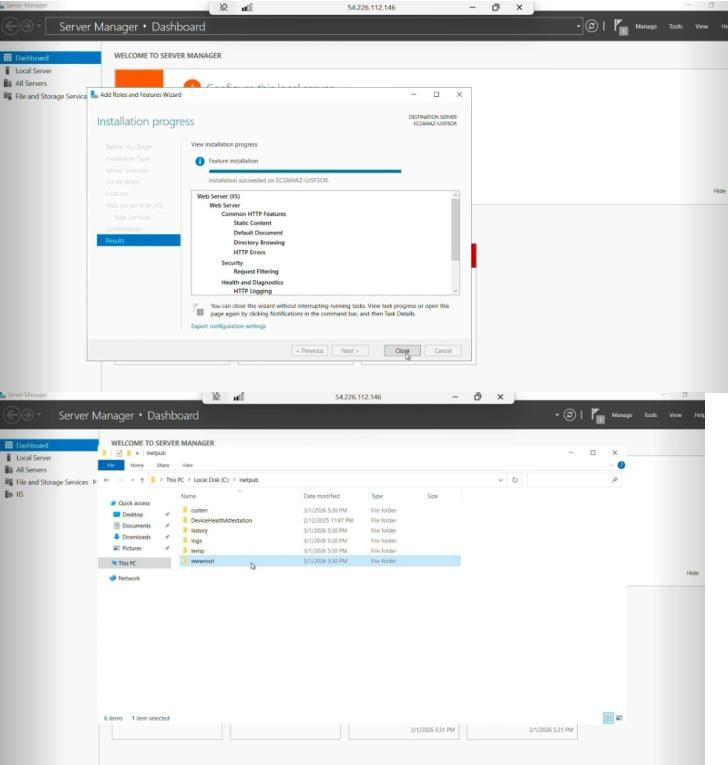 Server Manager
54.226.112.146
Server Manager • Dashboard
Manage Tools View
Dashboard
Local Server
All Servers
File and Storage Service
WELCOME TO SERVER MANAGER
Add Roles and Features Wizard
Installation progress
DESTINATION SERVER
Before You Begin
Installation Type
Server Selection
Server Roles
Features
Web Server Role (IIS)
Role Services
Confirmation
Results
View installation progress
Feature installation
Web Server (IIS)
Web Server
Common HTTP Features
Static Content
Default Document
Directory Browsing
HTTP Errors
Security
Request Filtering
Health and Diagnostics
HTTP Logging
You can close this wizard without interrupting running tasks. View task progress or open this
page again by clicking Notifications in the command bar, and then Task Details.
Export configuration settings
< Previous Next > Close Cancel
Hide
Server Manager
54.226.112.146
Server Manager • Dashboard
Manage Tools View Help
Dashboard
Local Server
All Servers
File and Storage Services
IIS
WELCOME TO SERVER MANAGER
inetpub
File Home Share View
This PC > Local Disk (C:) > inetpub
Name Date modified Type Size
Quick access
Desktop
Documents
Downloads
Pictures
This PC
Network
custerr 3/1/2026 5:30 PM File folder
DeviceHealthAttestation 2/12/2025 11:47 PM File folder
history 3/1/2026 5:30 PM File folder
logs 3/1/2026 5:30 PM File folder
temp 3/1/2026 5:30 PM File folder
wwwroot 3/1/2026 5:30 PM File folder
Hide
6 items 1 item selected
3/1/2026 5:31 PM 3/1/2026 5:31 PM